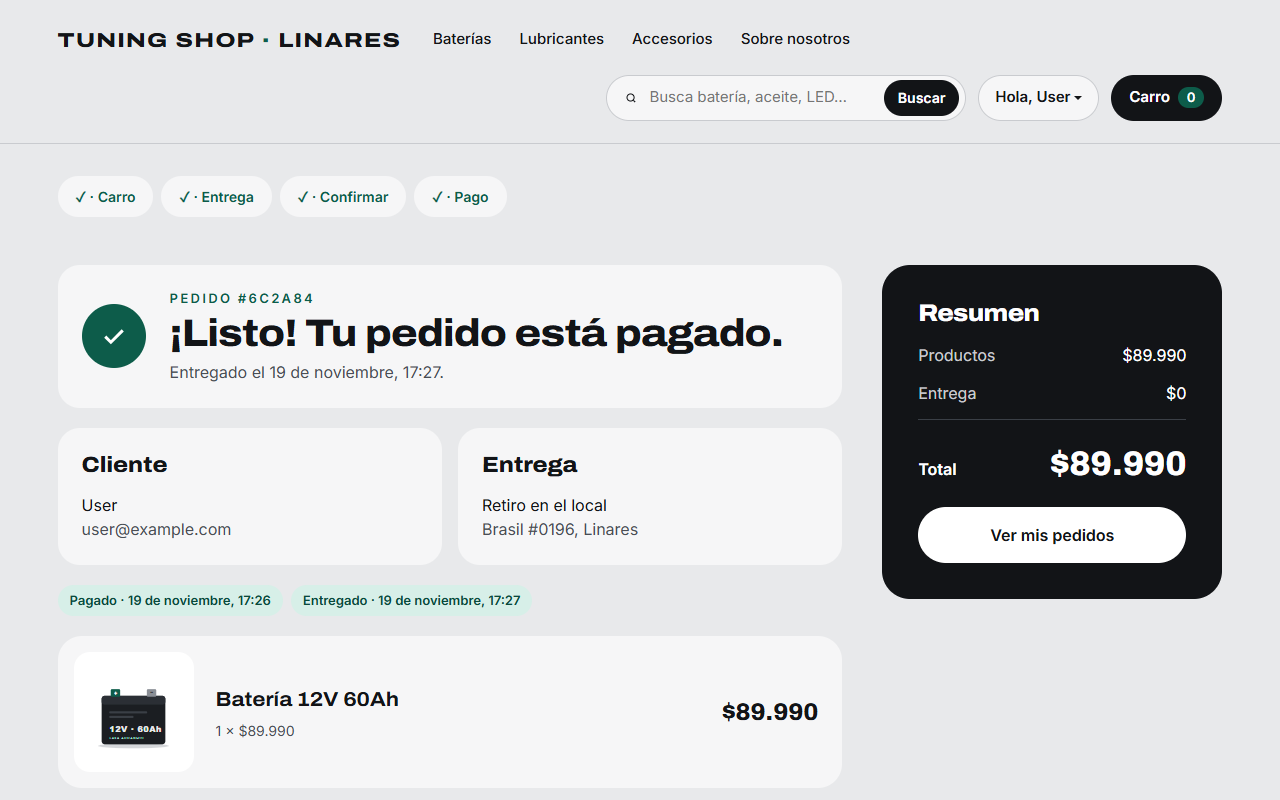 TUNING SHOP · LINARES
Baterías
Lubricantes
Accesorios
Sobre nosotros
Busca batería, aceite, LED...
Buscar
Hola, User
Carro 0
✓ · Carro
✓ · Entrega
✓ · Confirmar
✓ · Pago
PEDIDO #6C2A84
¡Listo! Tu pedido está pagado.
Entregado el 19 de noviembre, 17:27.
Cliente
User
user@example.com
Entrega
Retiro en el local
Brasil #0196, Linares
Pagado · 19 de noviembre, 17:26
Entregado · 19 de noviembre, 17:27
12V · 60Ah
Batería 12V 60Ah
1 × $89.990
$89.990
Resumen
Productos $89.990
Entrega $0
Total $89.990
Ver mis pedidos